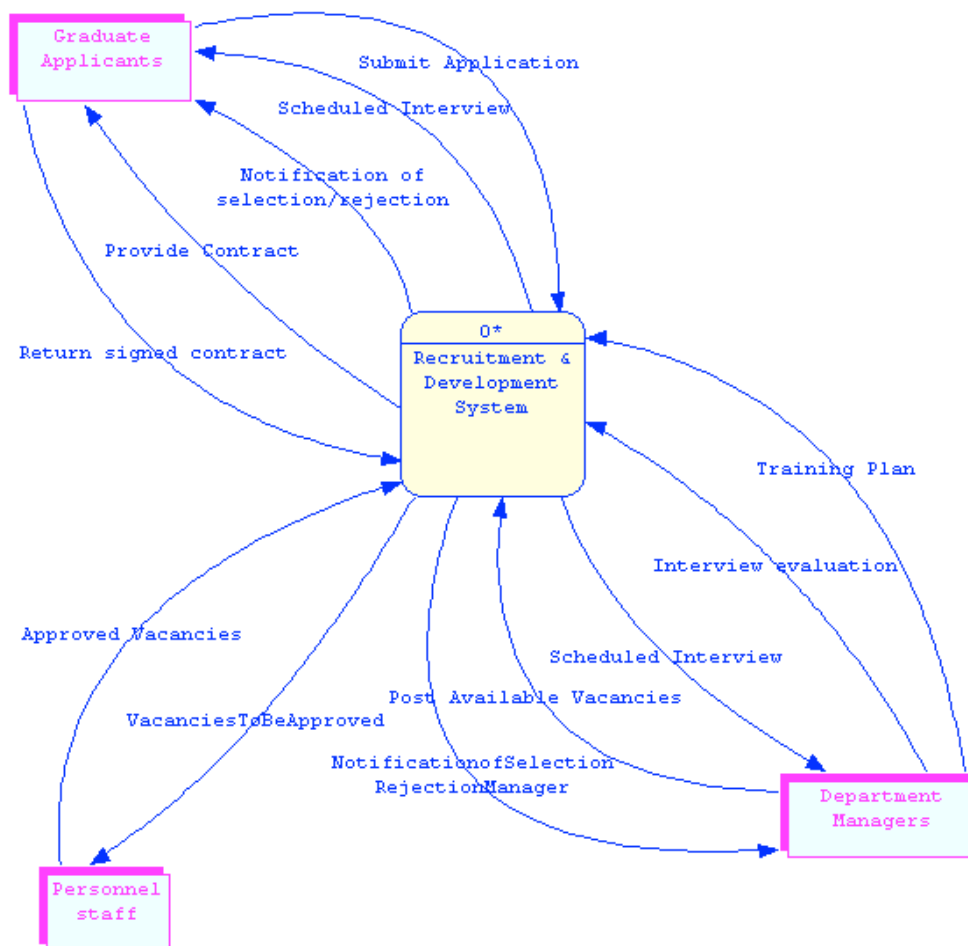 Graduate
Applicants
Submit Application
Scheduled Interview
Notification of
selection/rejection
Provide Contract
Return signed contract
0*
Recruitment &
Development
System
Training Plan
Interview evaluation
Approved Vacancies
Scheduled Interview
Post Available Vacancies
VacanciesToBeApproved
NotificationofSelection
RejectionManager
Department
Managers
Personnel
staff